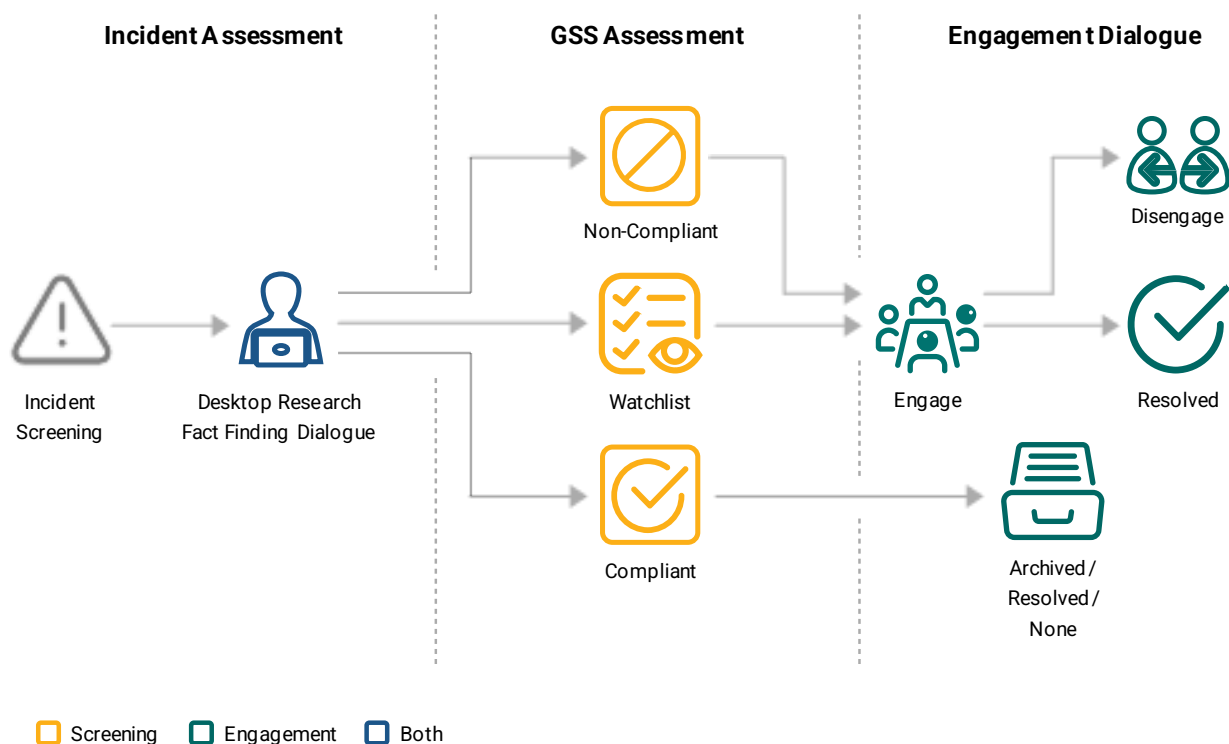 Incident Assessment
GSS Assessment
Engagement Dialogue
Non-Compliant
Disengage
Incident
Screening
Desktop Research
Fact Finding Dialogue
Watchlist
Engage
Resolved
Compliant
Archived/
Resolved/
None
Screening
Engagement
Both